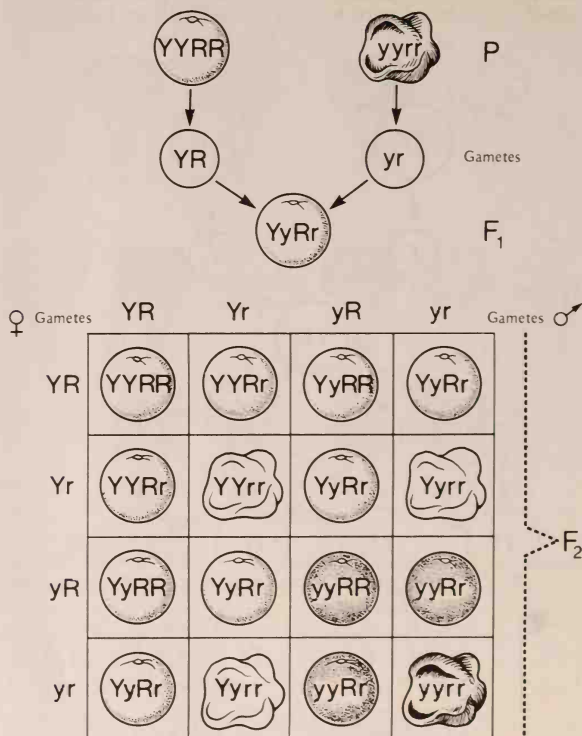 YYRR yyrr P
YR yr Gametes
YyRr F₁
♀ Gametes YR Yr yR yr Gametes ♂
YR YYRR YYRr YyRR YyRr
Yr YYRr YYrr YyRr Yyrr
F₂
yR YyRR YyRr yyRR yyRr
yr YyRr Yyrr yyRr yyrr